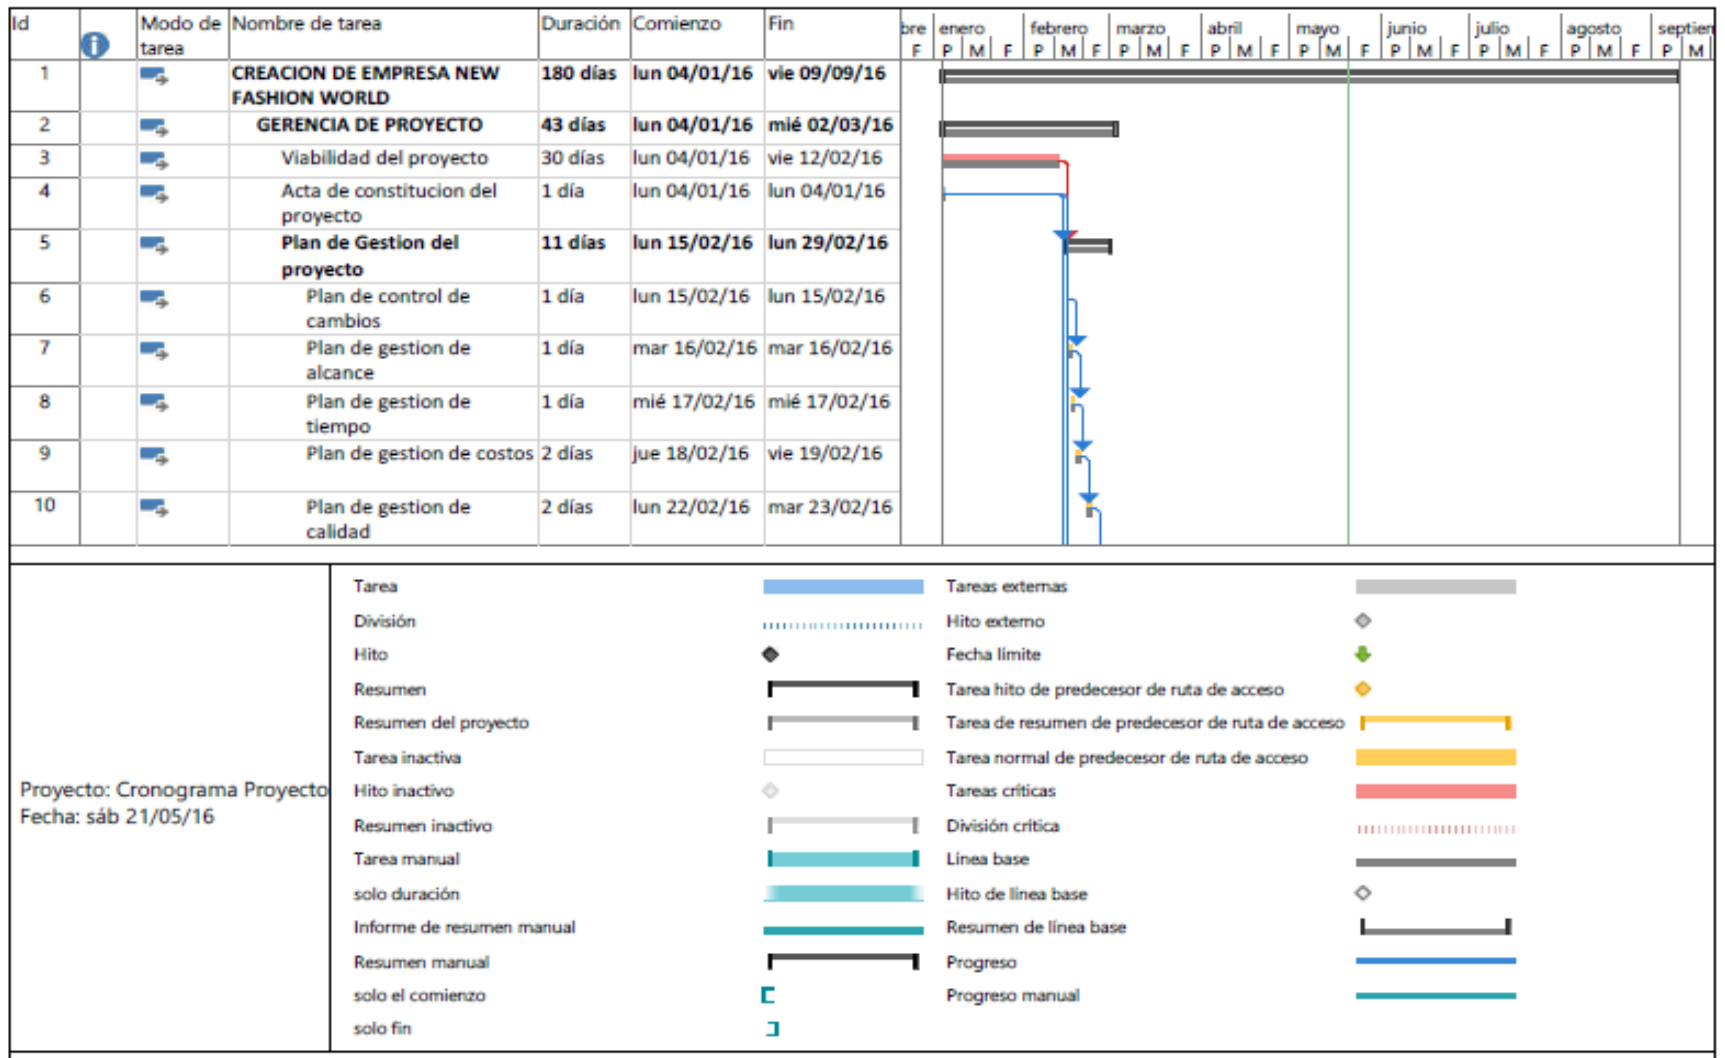 Id Modo de tarea Nombre de tarea Duración Comienzo Fin
bre enero febrero marzo abril mayo junio julio agosto septien
F P M F P M F P M F P M F P M F P M F P M F P M F P M
1 CREACION DE EMPRESA NEW FASHION WORLD 180 días lun 04/01/16 vie 09/09/16
2 GERENCIA DE PROYECTO 43 días lun 04/01/16 mié 02/03/16
3 Viabilidad del proyecto 30 días lun 04/01/16 vie 12/02/16
4 Acta de constitucion del proyecto 1 día lun 04/01/16 lun 04/01/16
5 Plan de Gestion del proyecto 11 días lun 15/02/16 lun 29/02/16
6 Plan de control de cambios 1 día lun 15/02/16 lun 15/02/16
7 Plan de gestion de alcance 1 día mar 16/02/16 mar 16/02/16
8 Plan de gestion de tiempo 1 día mié 17/02/16 mié 17/02/16
9 Plan de gestion de costos 2 días jue 18/02/16 vie 19/02/16
10 Plan de gestion de calidad 2 días lun 22/02/16 mar 23/02/16
Proyecto: Cronograma Proyecto
Fecha: sáb 21/05/16
Tarea
División
Hito
Resumen
Resumen del proyecto
Tarea inactiva
Hito inactivo
Resumen inactivo
Tarea manual
solo duración
Informe de resumen manual
Resumen manual
solo el comienzo
solo fin
Tareas externas
Hito externo
Fecha límite
Tarea hito de predecesor de ruta de acceso
Tarea de resumen de predecesor de ruta de acceso
Tarea normal de predecesor de ruta de acceso
Tareas críticas
División crítica
Línea base
Hito de línea base
Resumen de línea base
Progreso
Progreso manual